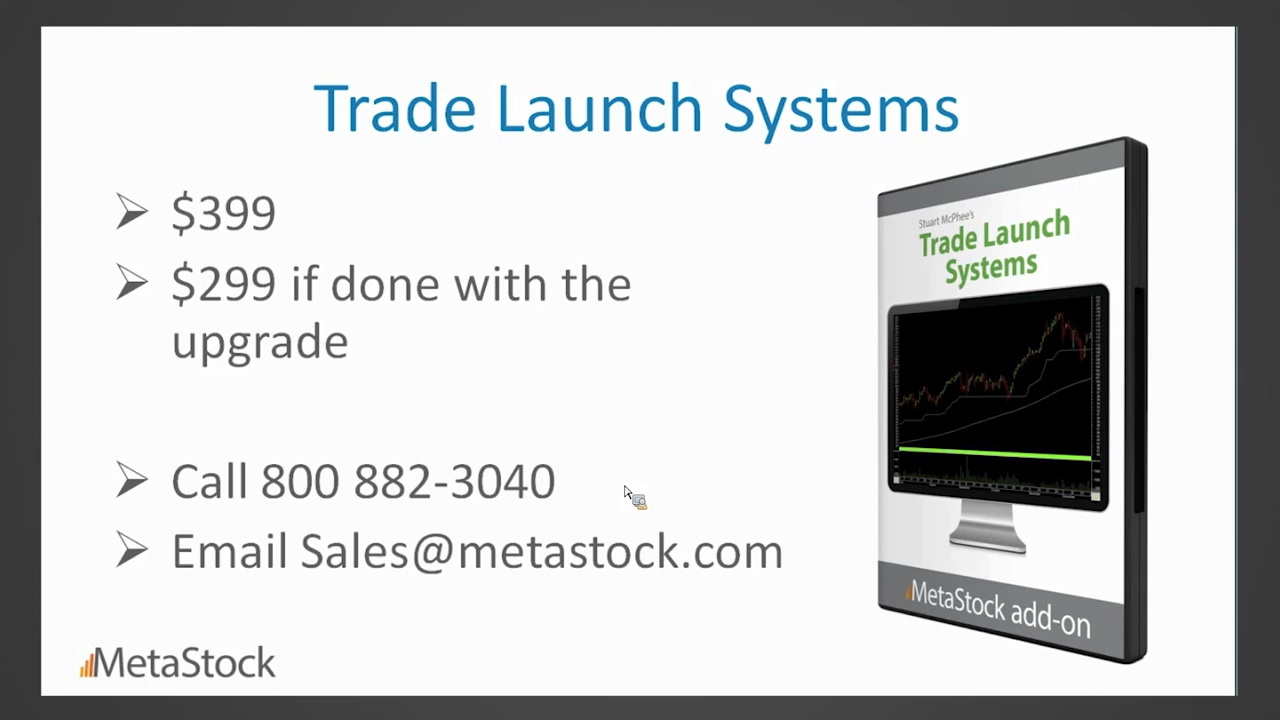 Trade Launch Systems
$399
$299 if done with the
upgrade
Call 800 882-3040
Email Sales@metastock.com
MetaStock
Stuart McPhee's
Trade Launch
Systems
MetaStock add-on